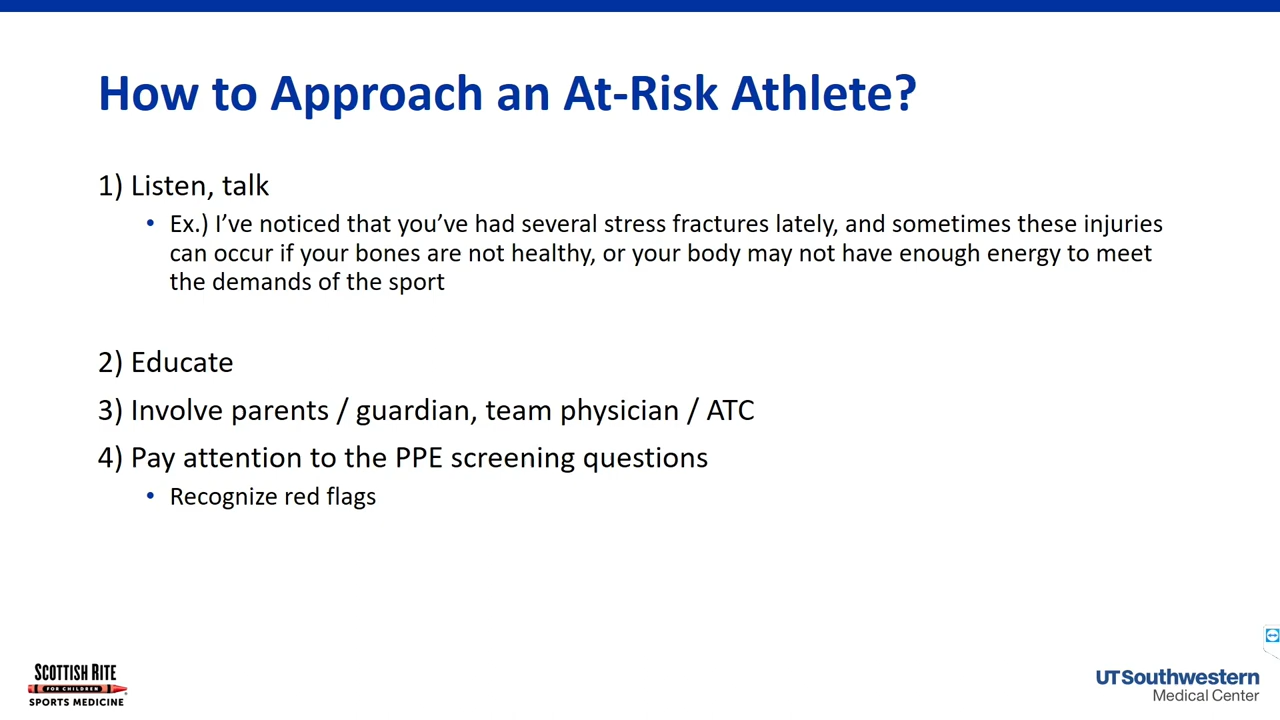 How to Approach an At-Risk Athlete?
1) Listen, talk
• Ex.) I’ve noticed that you’ve had several stress fractures lately, and sometimes these injuries
can occur if your bones are not healthy, or your body may not have enough energy to meet
the demands of the sport
2) Educate
3) Involve parents / guardian, team physician / ATC
4) Pay attention to the PPE screening questions
• Recognize red flags
SCOTTISH RITE
FOR CHILDREN
SPORTS MEDICINE
UTSouthwestern
Medical Center